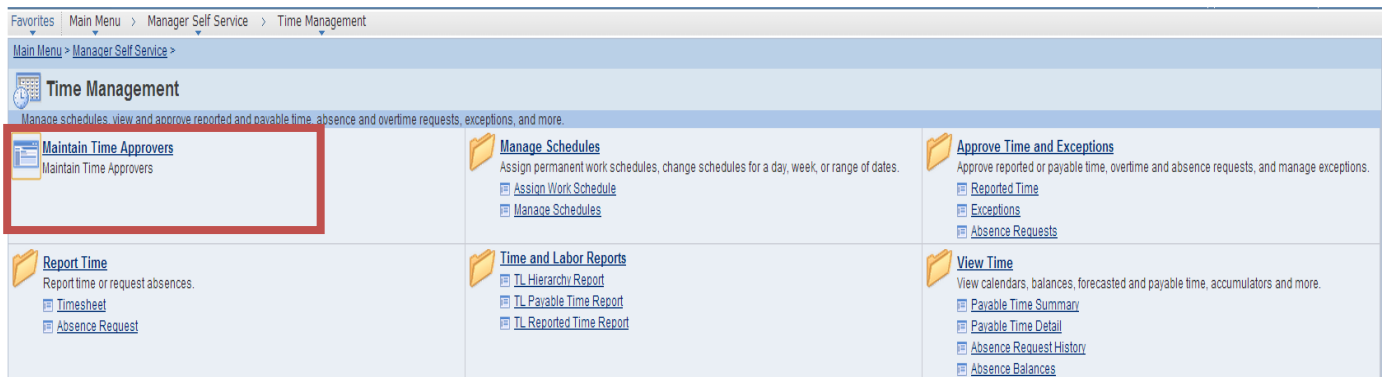 Favorites Main Menu > Manager Self Service > Time Management
Main Menu > Manager Self Service >
Time Management
Manage schedules, view and approve reported and payable time, absence and overtime requests, exceptions, and more.
Maintain Time Approvers
Maintain Time Approvers
Manage Schedules
Assign permanent work schedules, change schedules for a day, week, or range of dates.
Assign Work Schedule
Manage Schedules
Approve Time and Exceptions
Approve reported or payable time, overtime and absence requests, and manage exceptions.
Reported Time
Exceptions
Absence Requests
Report Time
Report time or request absences.
Timesheet
Absence Request
Time and Labor Reports
TL Hierarchy Report
TL Payable Time Report
TL Reported Time Report
View Time
View calendars, balances, forecasted and payable time, accumulators and more.
Payable Time Summary
Payable Time Detail
Absence Request History
Absence Balances